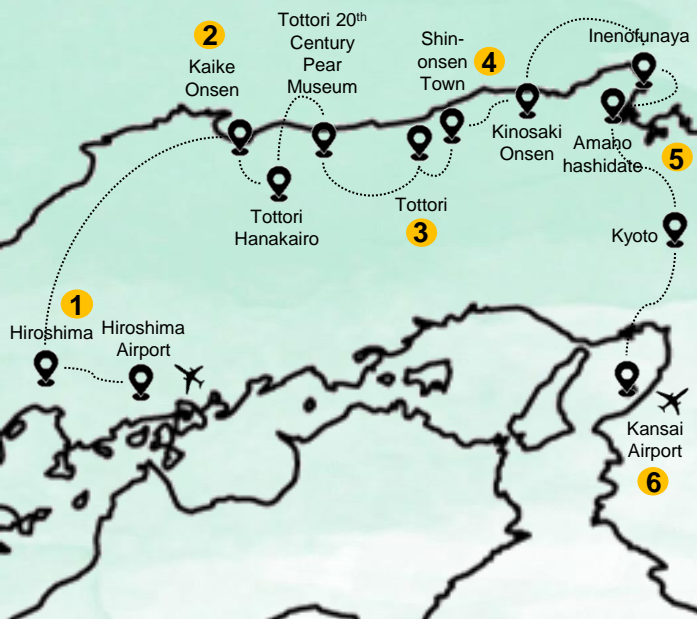 2
Kaike
Onsen
Tottori 20th
Century
Pear
Museum
Shin-
onsen
Town
4
Inenofunaya
Kinosaki
Onsen
Amano
hashidate
5
Tottori
Hanakairo
Tottori
3
Kyoto
1
Hiroshima
Hiroshima
Airport
Kansai
Airport
6